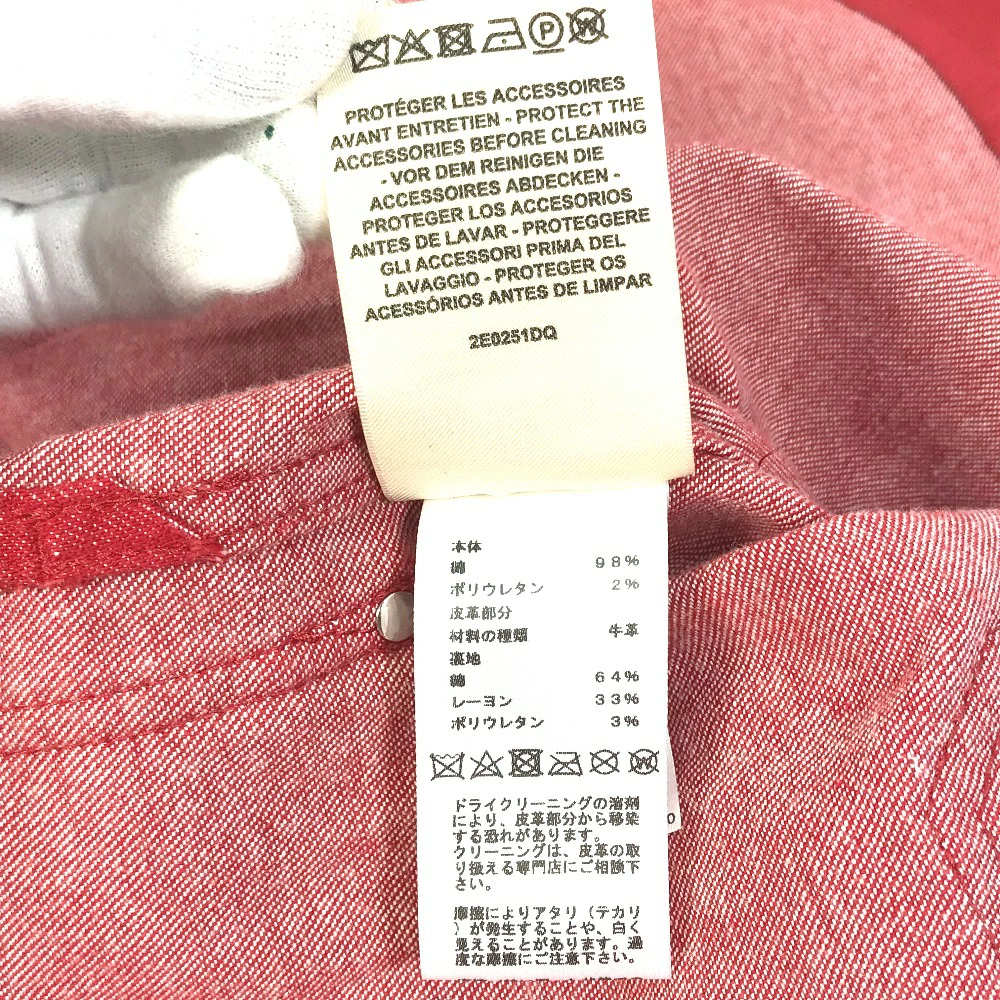 P W
PROTÉGER LES ACCESSOIRES
AVANT ENTRETIEN - PROTECT THE
ACCESSORIES BEFORE CLEANING
- VOR DEM REINIGEN DIE
ACCESSOIRES ABDECKEN -
PROTEGER LOS ACCESORIOS
ANTES DE LAVAR - PROTEGGERE
GLI ACCESSORI PRIMA DEL
LAVAGGIO - PROTEGER OS
ACESSÓRIOS ANTES DE LIMPAR
2E0251DQ
本体
綿 98%
ポリウレタン 2%
皮革部分
材料の種類 牛革
裏地
綿 64%
レーヨン 33%
ポリウレタン 3%
W
ドライクリーニングの溶剤
により、皮革部分から移染
する恐れがあります。
クリーニングは、皮革の取
り扱える専門店にご相談下
さい。
摩擦によりアタリ（テカリ
）が発生することや、白く
見えることがあります。過
度な摩擦にご注意下さい。